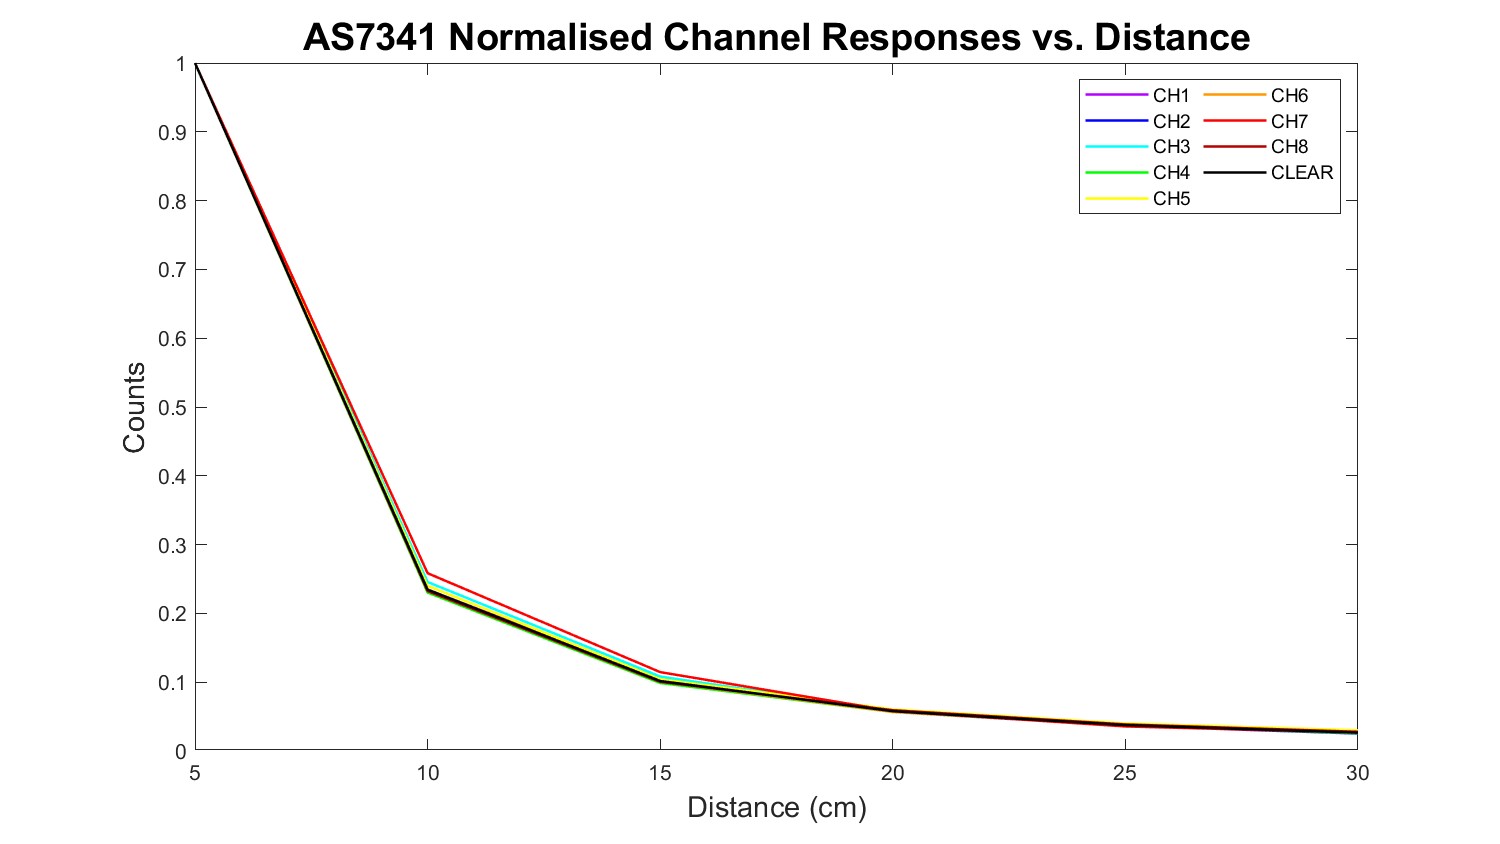 AS7341 Normalised Channel Responses vs. Distance
1
0.9
0.8
0.7
0.6
0.5
0.4
0.3
0.2
0.1
0
Counts
CH1
CH2
CH3
CH4
CH5
CH6
CH7
CH8
CLEAR
5 10 15 20 25 30
Distance (cm)